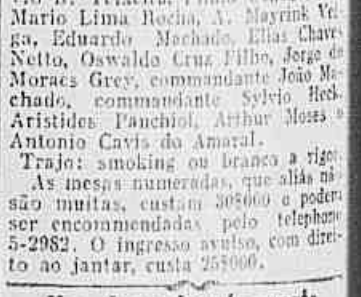 Mario Lima Rocha, A. Mayrink Vei-
ga, Eduardo Machado, Elias Chaves
Netto, Oswaldo Cruz Filho, Jorge de
Moraes Grey, commandante João Ma-
chado, commandante Sylvio Heck,
Aristides Panchiol, Arthur Moses e
Antonio Cavis do Amaral.
Trajo: smoking ou branco a rigor.
As mesas numeradas, que aliás não
são muitas, custam 30$000 e podem
ser encommendadas pelo telephone
5-2982. O ingresso avulso, com direi-
to ao jantar, custa 25$000.